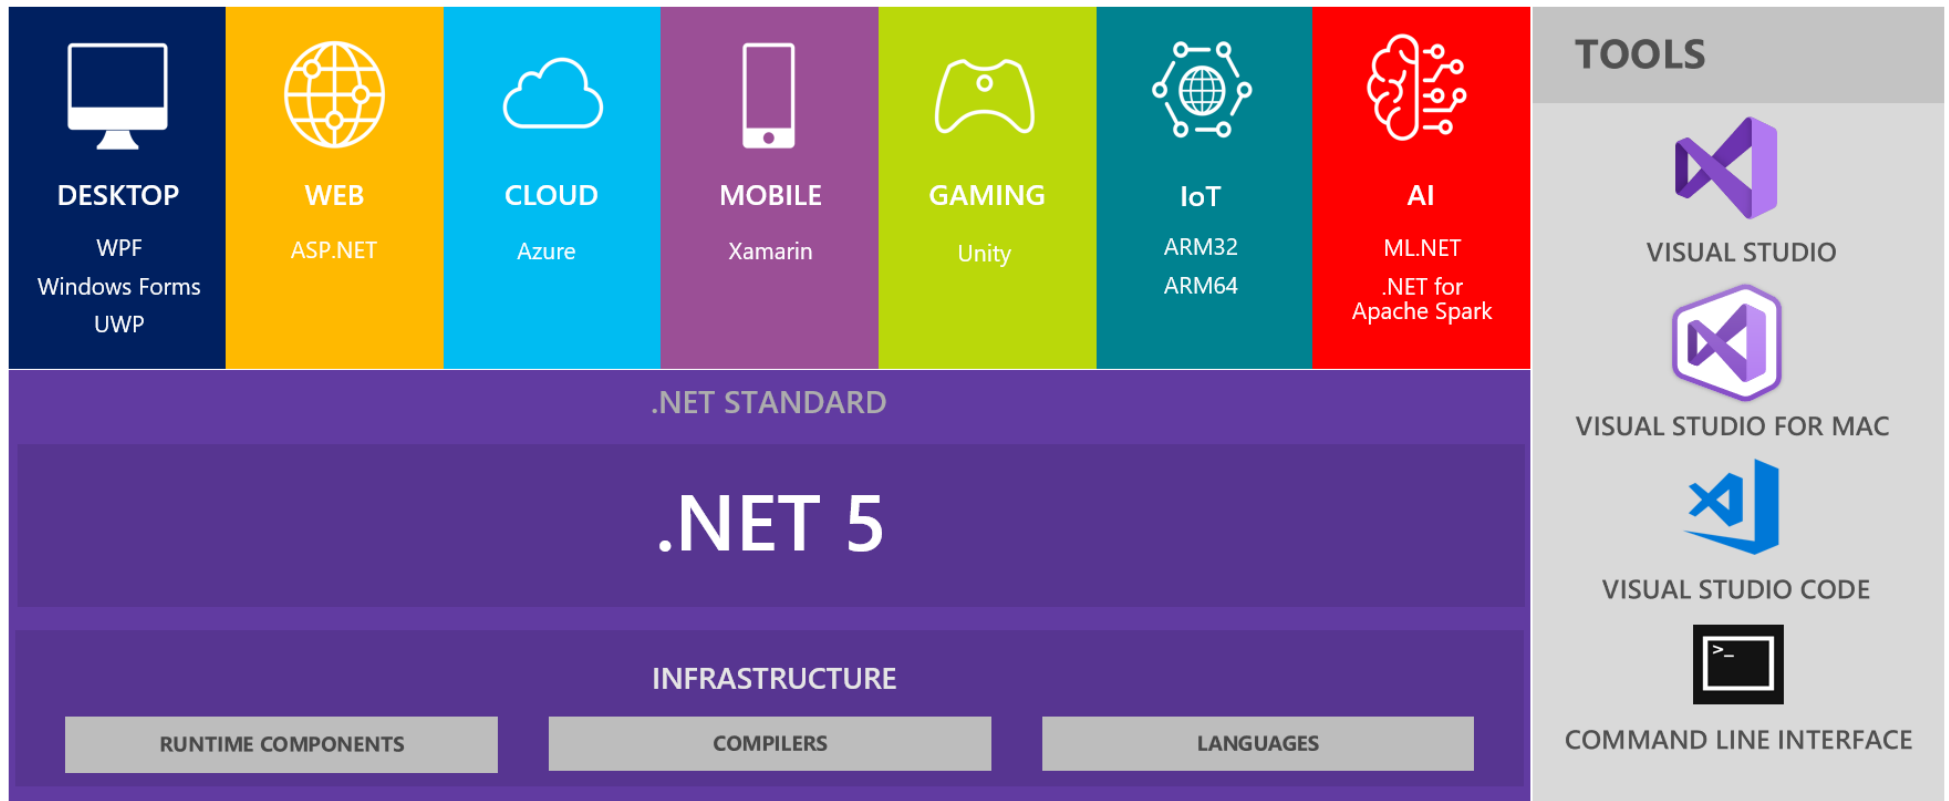 DESKTOP
WPF
Windows Forms
UWP
WEB
ASP.NET
CLOUD
Azure
MOBILE
Xamarin
GAMING
Unity
IoT
ARM32
ARM64
AI
ML.NET
.NET for
Apache Spark
.NET STANDARD
.NET 5
INFRASTRUCTURE
RUNTIME COMPONENTS
COMPILERS
LANGUAGES
TOOLS
VISUAL STUDIO
VISUAL STUDIO FOR MAC
VISUAL STUDIO CODE
>_
COMMAND LINE INTERFACE